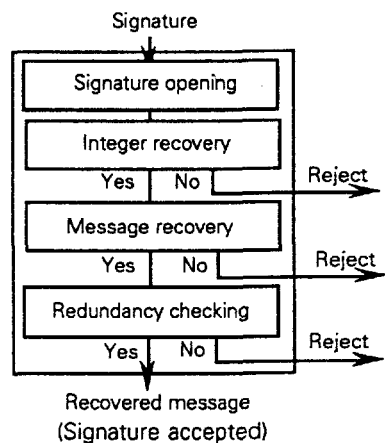 Signature
Signature opening
Integer recovery
Yes No Reject
Message recovery
Yes No Reject
Redundancy checking
Yes No Reject
Recovered message
(Signature accepted)